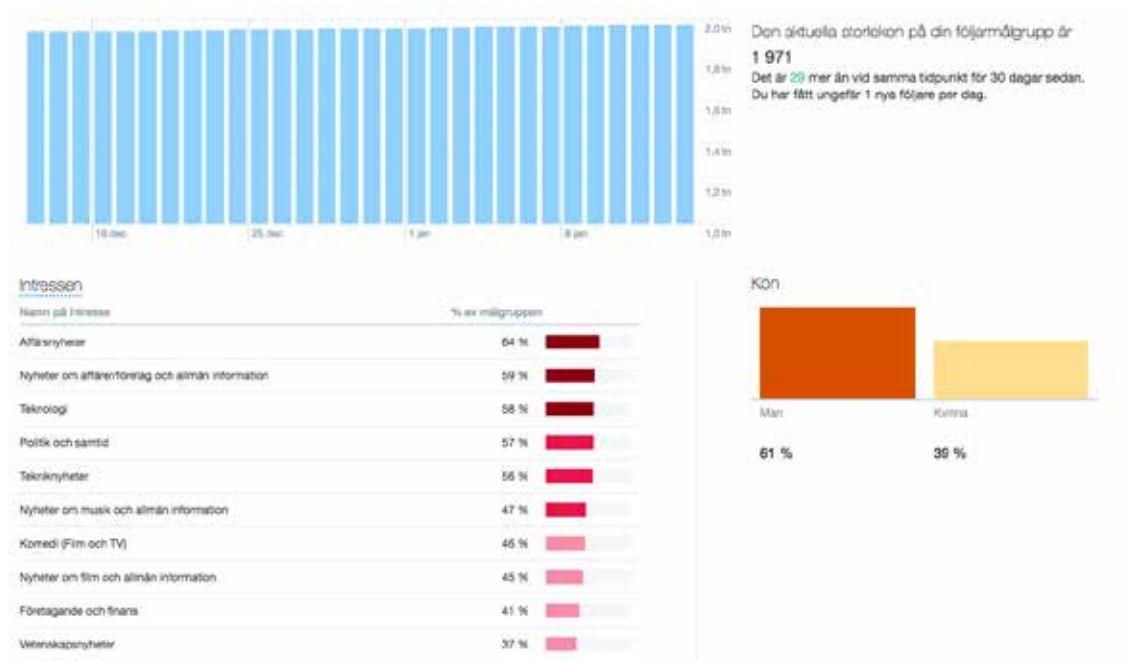 2,0 tn
1,8 tn
1,6 tn
1,4 tn
1,2 tn
1,0 tn
18 dec
25 dec
1 jan
8 jan
Den aktuella storleken på din följarmålgrupp är
1 971
Det är 29 mer än vid samma tidpunkt för 30 dagar sedan.
Du har fått ungefär 1 nya följare per dag.
Intressen
Namn på Intresse % av målgruppen
Affärsnyheter 64 %
Nyheter om affärer/företag och allmän information 59 %
Teknologi 58 %
Politik och samtid 57 %
Tekniknyheter 56 %
Nyheter om musik och allmän information 47 %
Komedi (Film och TV) 46 %
Nyheter om film och allmän information 45 %
Företagande och finans 41 %
Vetenskapsnyheter 37 %
Kön
Man Kvinna
61 % 39 %